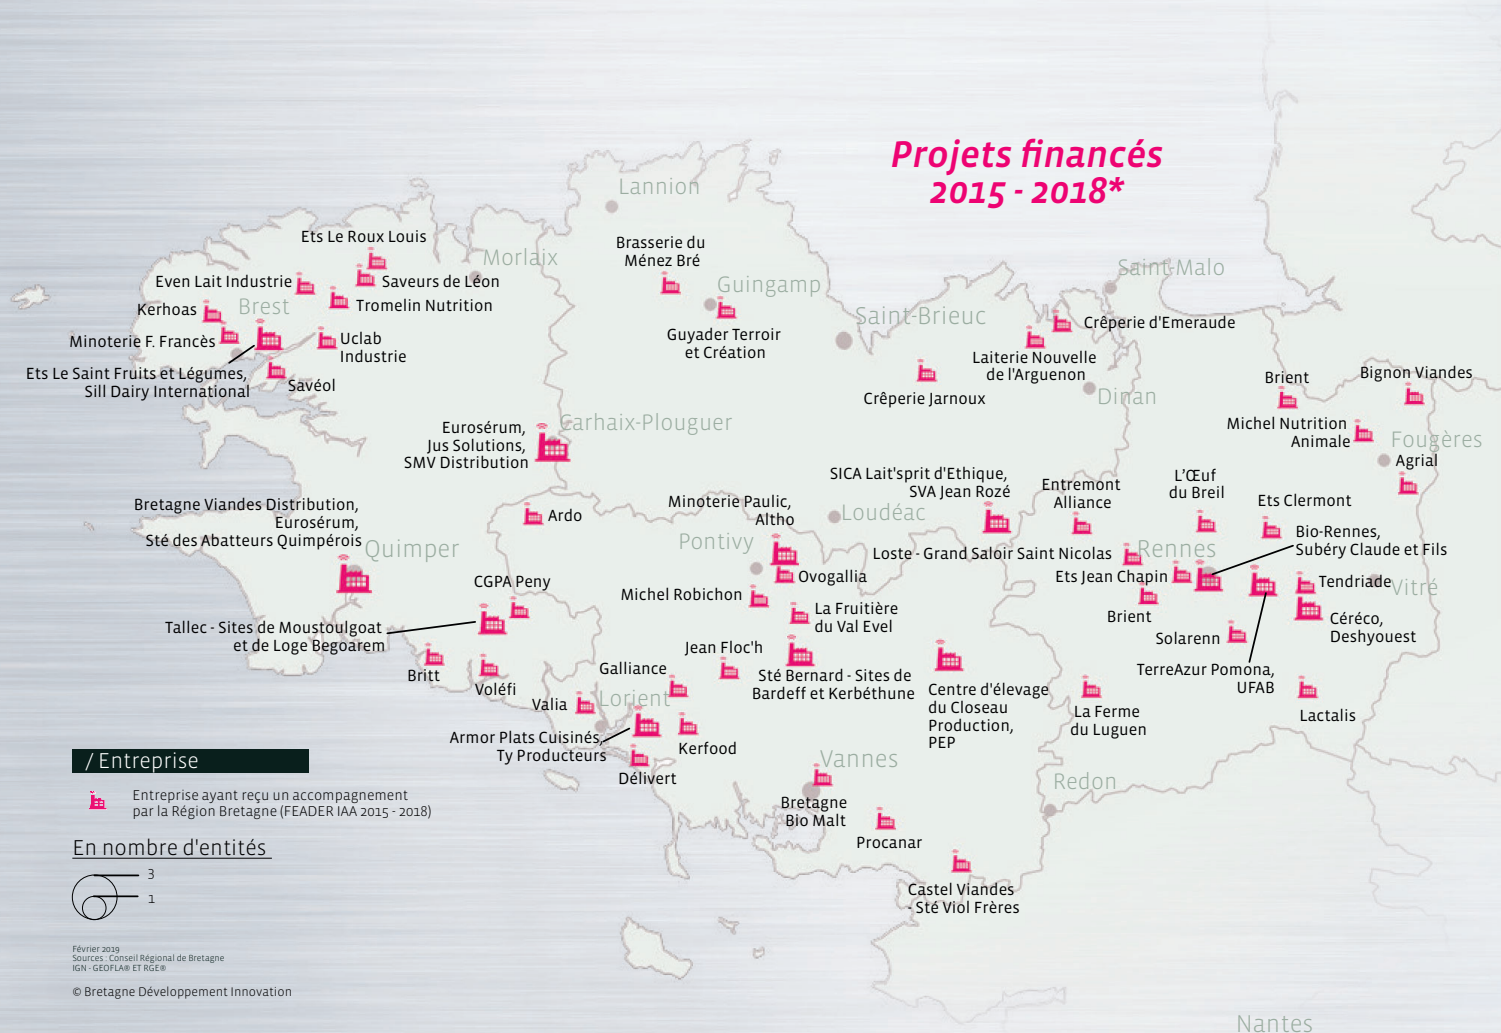 Projets financés
2015 - 2018*
Lannion
Ets Le Roux Louis
Brasserie du
Ménez Bré
Morlaix
Saint-Malo
Even Lait Industrie
Saveurs de Léon
Guingamp
Kerhoas
Brest
Tromelin Nutrition
Saint-Brieuc
Crêperie d'Emeraude
Minoterie F. Francès
Uclab
Industrie
Guyader Terroir
et Création
Laiterie Nouvelle
de l'Arguenon
Ets Le Saint Fruits et Légumes,
Sill Dairy International
Savéol
Crêperie Jarnoux
Dinan
Brient
Bignon Viandes
Carhaix-Plouguer
Eurosérum,
Jus Solutions,
SMV Distribution
Michel Nutrition
Animale
Fougères
Agrial
SICA Lait'sprit d'Ethique,
SVA Jean Rozé
Entremont
Alliance
L'Œuf
du Breil
Ets Clermont
Bretagne Viandes Distribution,
Eurosérum,
Sté des Abatteurs Quimpérois
Ardo
Minoterie Paulic,
Altho
Loudéac
Bio-Rennes,
Subéry Claude et Fils
Quimper
Pontivy
Loste - Grand Saloir Saint Nicolas
Rennes
CGPA Peny
Ovogallia
Ets Jean Chapin
Tendriade
Vitré
Michel Robichon
La Fruitière
du Val Evel
Brient
Céréco,
Deshyouest
Tallec - Sites de Moustoulgoat
et de Loge Begoarem
Solarenn
Jean Floc'h
Britt
Voléfi
Galliance
Sté Bernard - Sites de
Bardeff et Kerbéthune
TerreAzur Pomona,
UFAB
Valia
Lorient
Centre d'élevage
du Closeau
Production,
PEP
La Ferme
du Luguen
Lactalis
Armor Plats Cuisinés,
Ty Producteurs
Kerfood
Délivert
Vannes
Redon
Bretagne
Bio Malt
Procanar
Castel Viandes
- Sté Viol Frères
Nantes
/ Entreprise
Entreprise ayant reçu un accompagnement
par la Région Bretagne (FEADER IAA 2015 - 2018)
En nombre d'entités
3
1
Février 2019
Sources : Conseil Régional de Bretagne
IGN - GEOFLA® ET RGE®
© Bretagne Développement Innovation